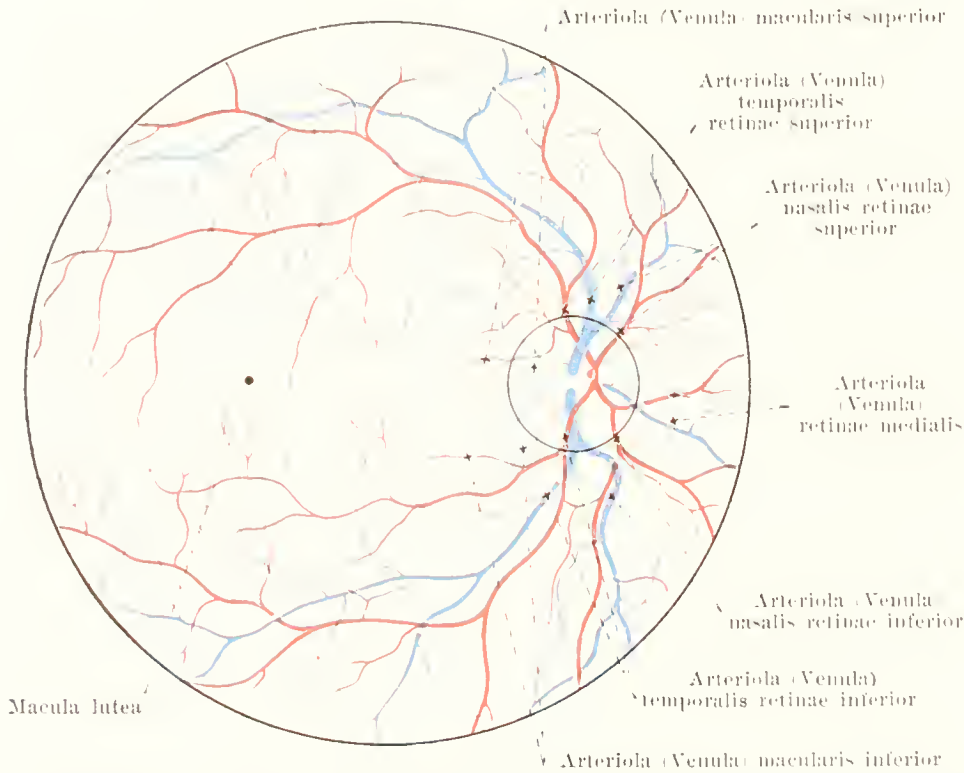 Arteriola (Venula) macularis superior
Arteriola (Venula)
temporalis
retinae superior
Arteriola (Venula)
nasalis retinae
superior
Arteriola
(Venula)
retinae medialis
Arteriola (Venula
nasalis retinae inferior
Arteriola (Venula)
temporalis retinae inferior
Macula lutea
Arteriola (Venula) macularis inferior